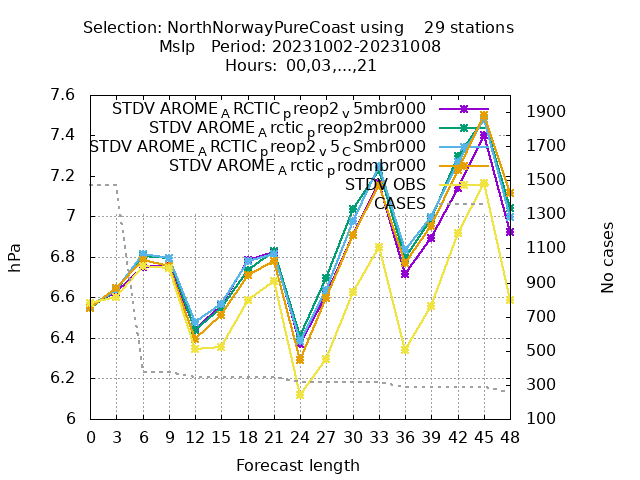 Selection: NorthNorwayPureCoast using 29 stations
Mslp Period: 20231002-20231008
Hours: 00,03,...,21
STDV AROME_ARCTIC_preop2_v5mbr000
STDV AROME_Arctic_preop2mbr000
STDV AROME_ARCTIC_preop2_v5_CSmbr000
STDV AROME_Arctic_prodmbr000
STDV OBS
CASES
7.6
7.4
7.2
7
6.8
6.6
6.4
6.2
6
hPa
1900
1700
1500
1300
1100
900
700
500
300
100
No cases
0 3 6 9 12 15 18 21 24 27 30 33 36 39 42 45 48
Forecast length